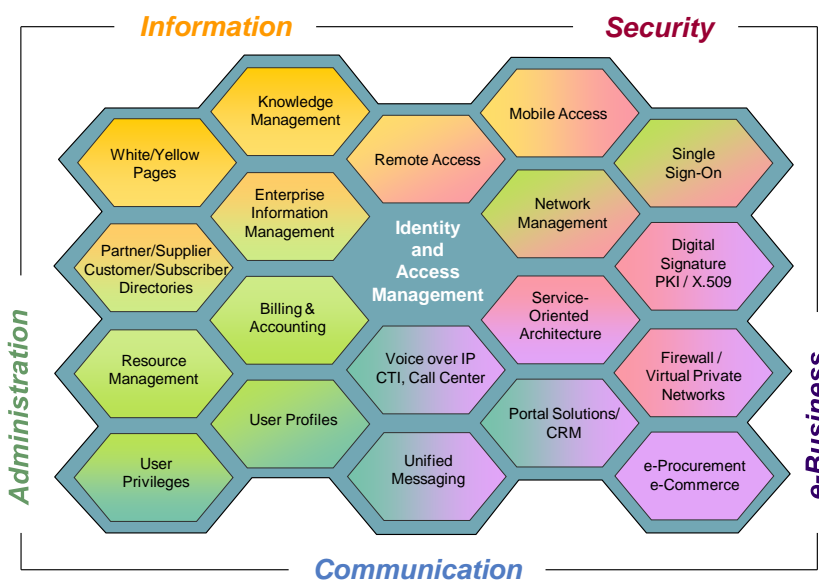 Information
Security
Knowledge
Management
Mobile Access
White/Yellow
Pages
Remote Access
Single
Sign-On
Enterprise
Information
Management
Network
Management
Identity
and
Access
Management
Partner/Supplier
Customer/Subscriber
Directories
Digital
Signature
PKI / X.509
Billing &
Accounting
Service-
Oriented
Architecture
Resource
Management
Voice over IP
CTI, Call Center
Firewall /
Virtual Private
Networks
User Profiles
Portal Solutions/
CRM
User
Privileges
Unified
Messaging
e-Procurement
e-Commerce
Administration
e-Business
Communication